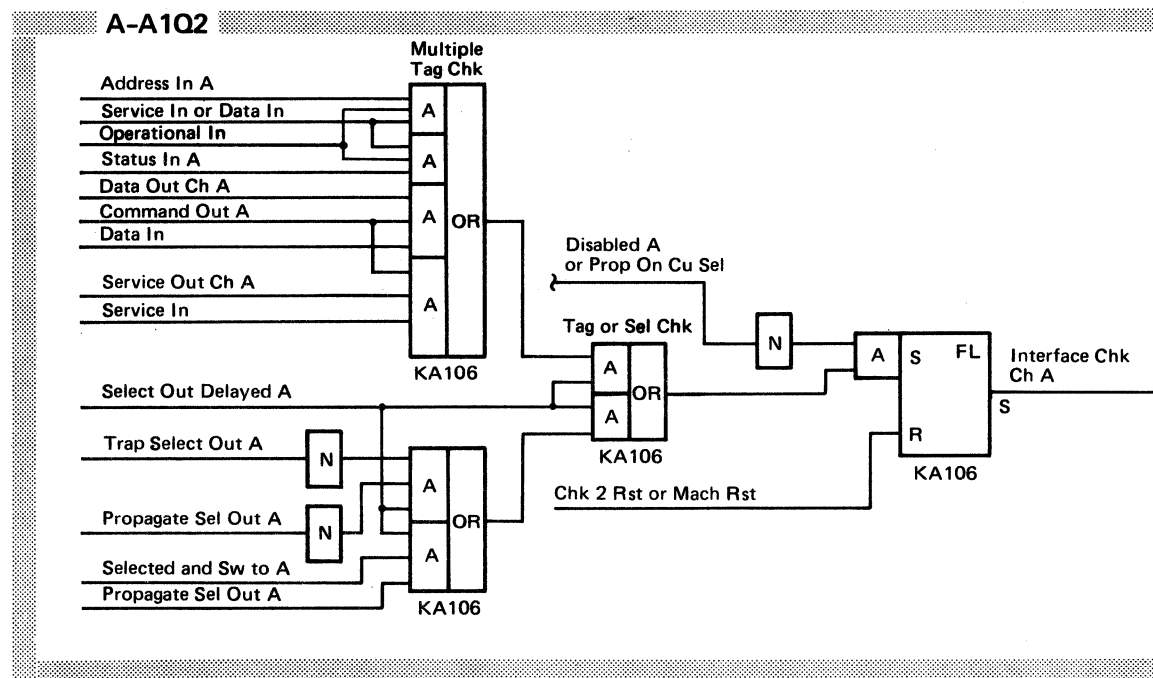 A-A1Q2
Multiple
Tag Chk
Address In A
Service In or Data In
Operational In
Status In A
Data Out Ch A
Command Out A
Data In
Service Out Ch A
Service In
A
A
A
A
OR
KA106
Disabled A
or Prop On Cu Sel
N
Tag or Sel Chk
A
A
OR
KA106
A
S
FL
R
KA106
Interface Chk
Ch A
S
Select Out Delayed A
Trap Select Out A
N
Propagate Sel Out A
N
Selected and Sw to A
Propagate Sel Out A
A
A
OR
KA106
Chk 2 Rst or Mach Rst